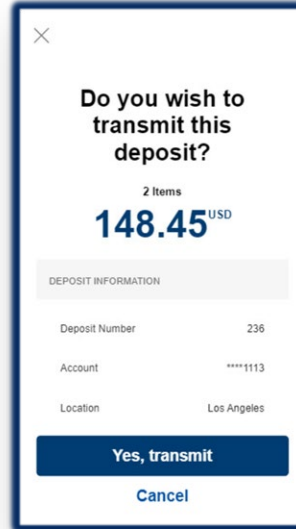 Do you wish to
transmit this
deposit?
2 Items
148.45USD
DEPOSIT INFORMATION
Deposit Number 236
Account ****1113
Location Los Angeles
Yes, transmit
Cancel